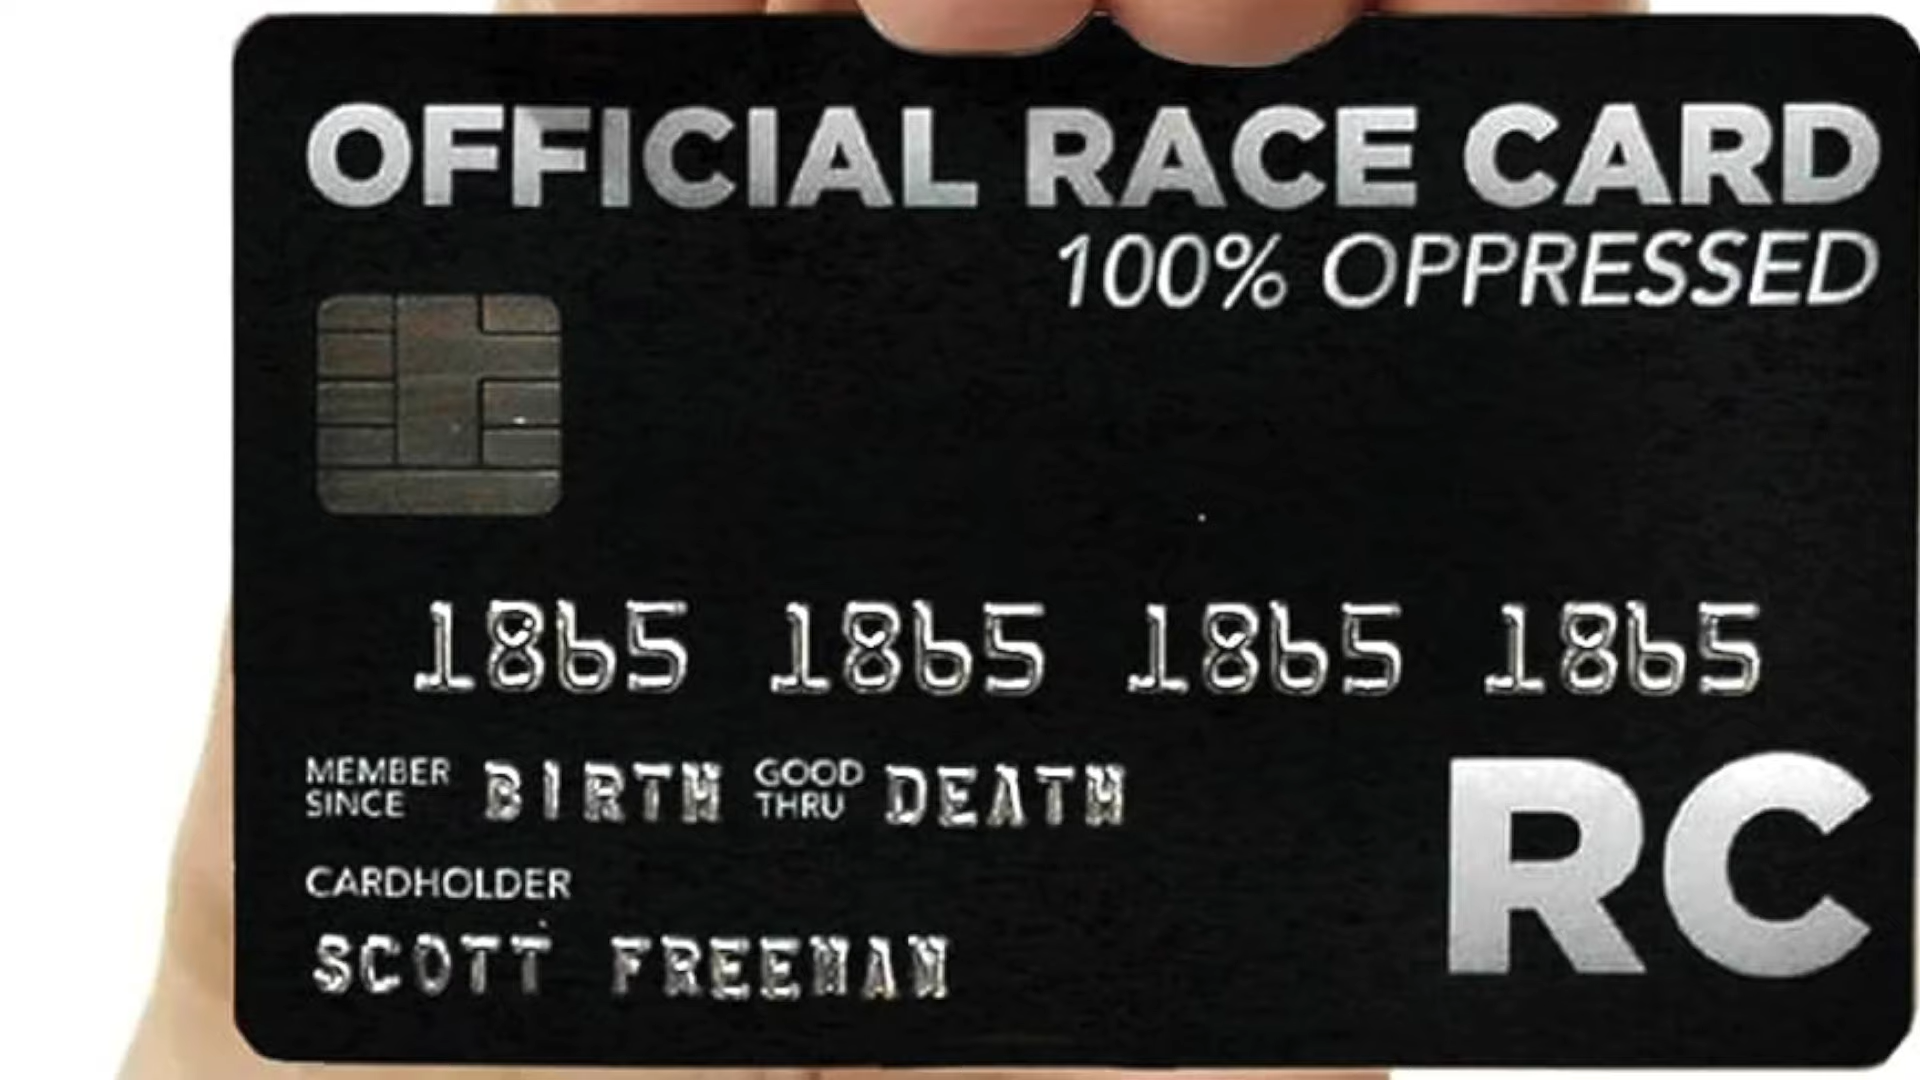 OFFICIAL RACE CARD
100% OPPRESSED
1865 1865 1865 1865
MEMBER SINCE BIRTH GOOD THRU DEATH
RC
CARDHOLDER
SCOTT FREEMAN